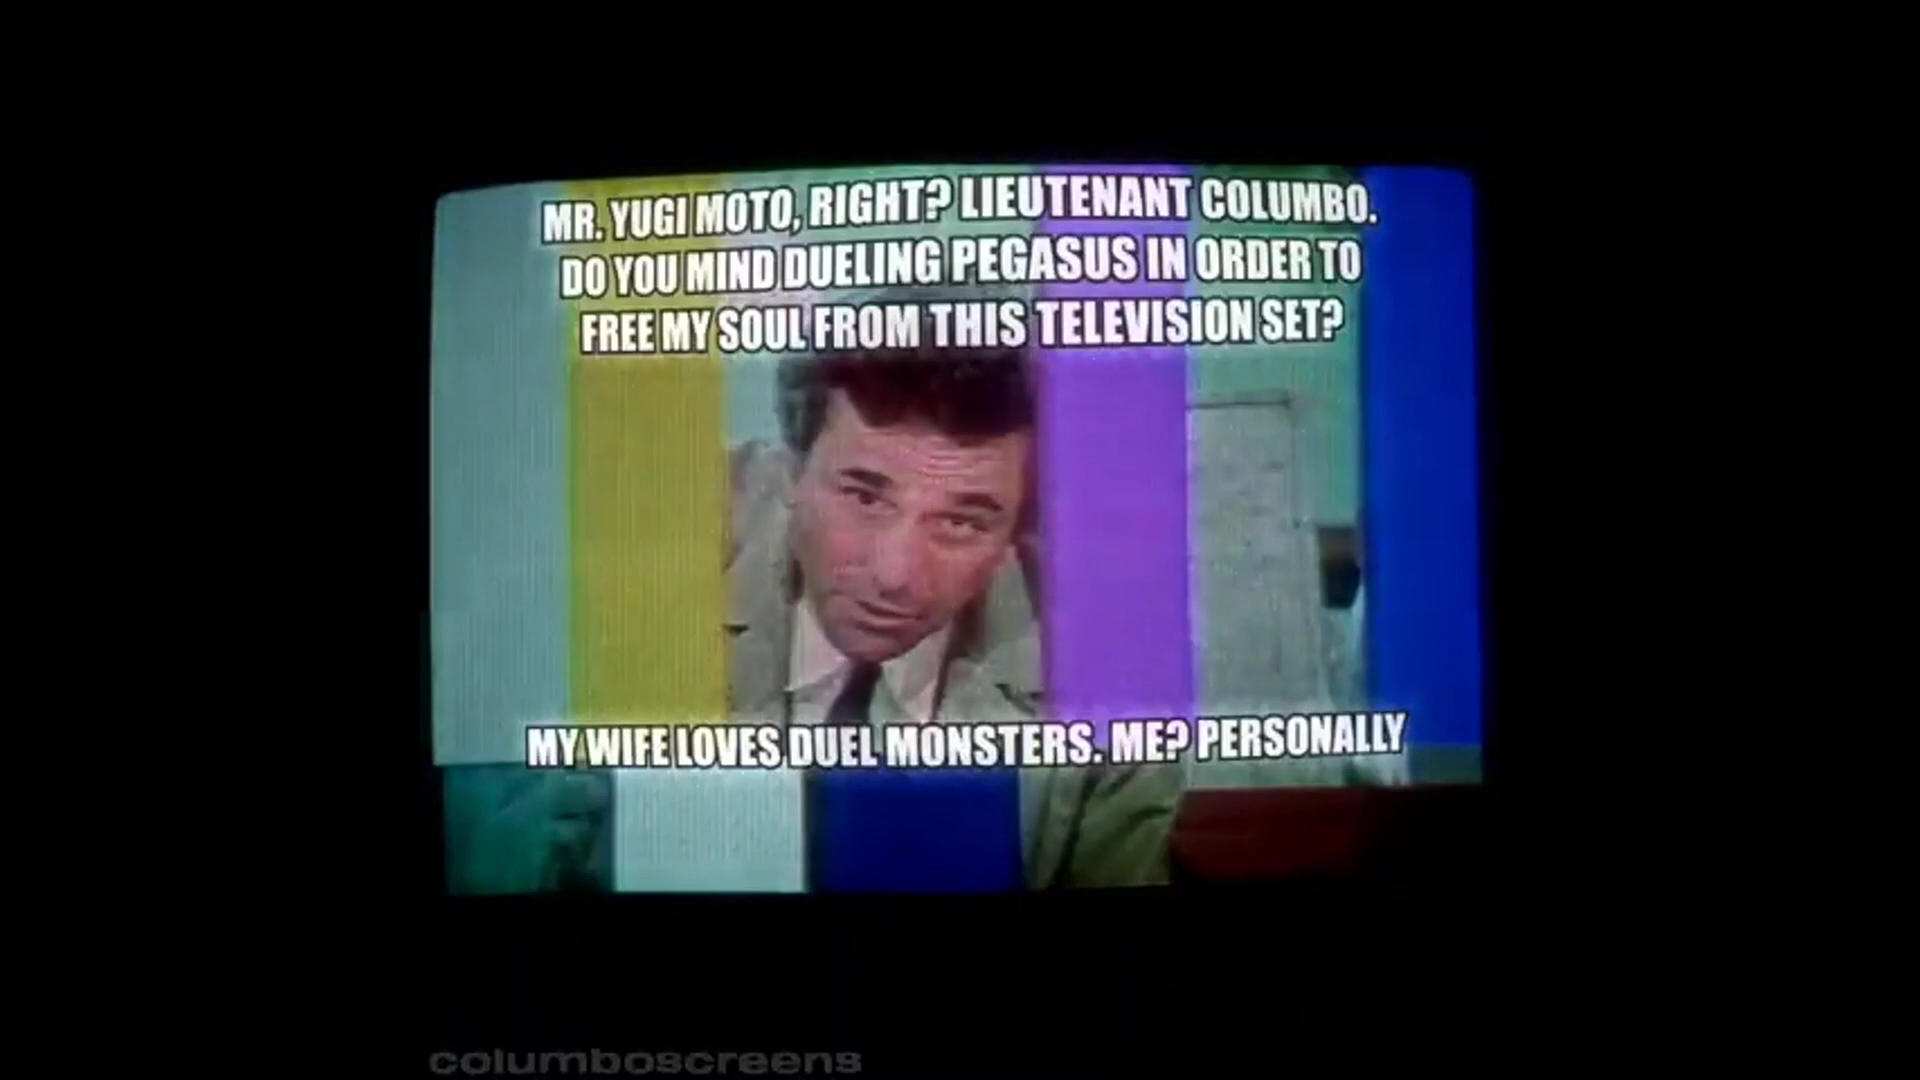 MR. YUGI MOTO, RIGHT? LIEUTENANT COLUMBO.
DO YOU MIND DUELING PEGASUS IN ORDER TO
FREE MY SOUL FROM THIS TELEVISION SET?
MY WIFE LOVES DUEL MONSTERS. ME? PERSONALLY
columboscreens